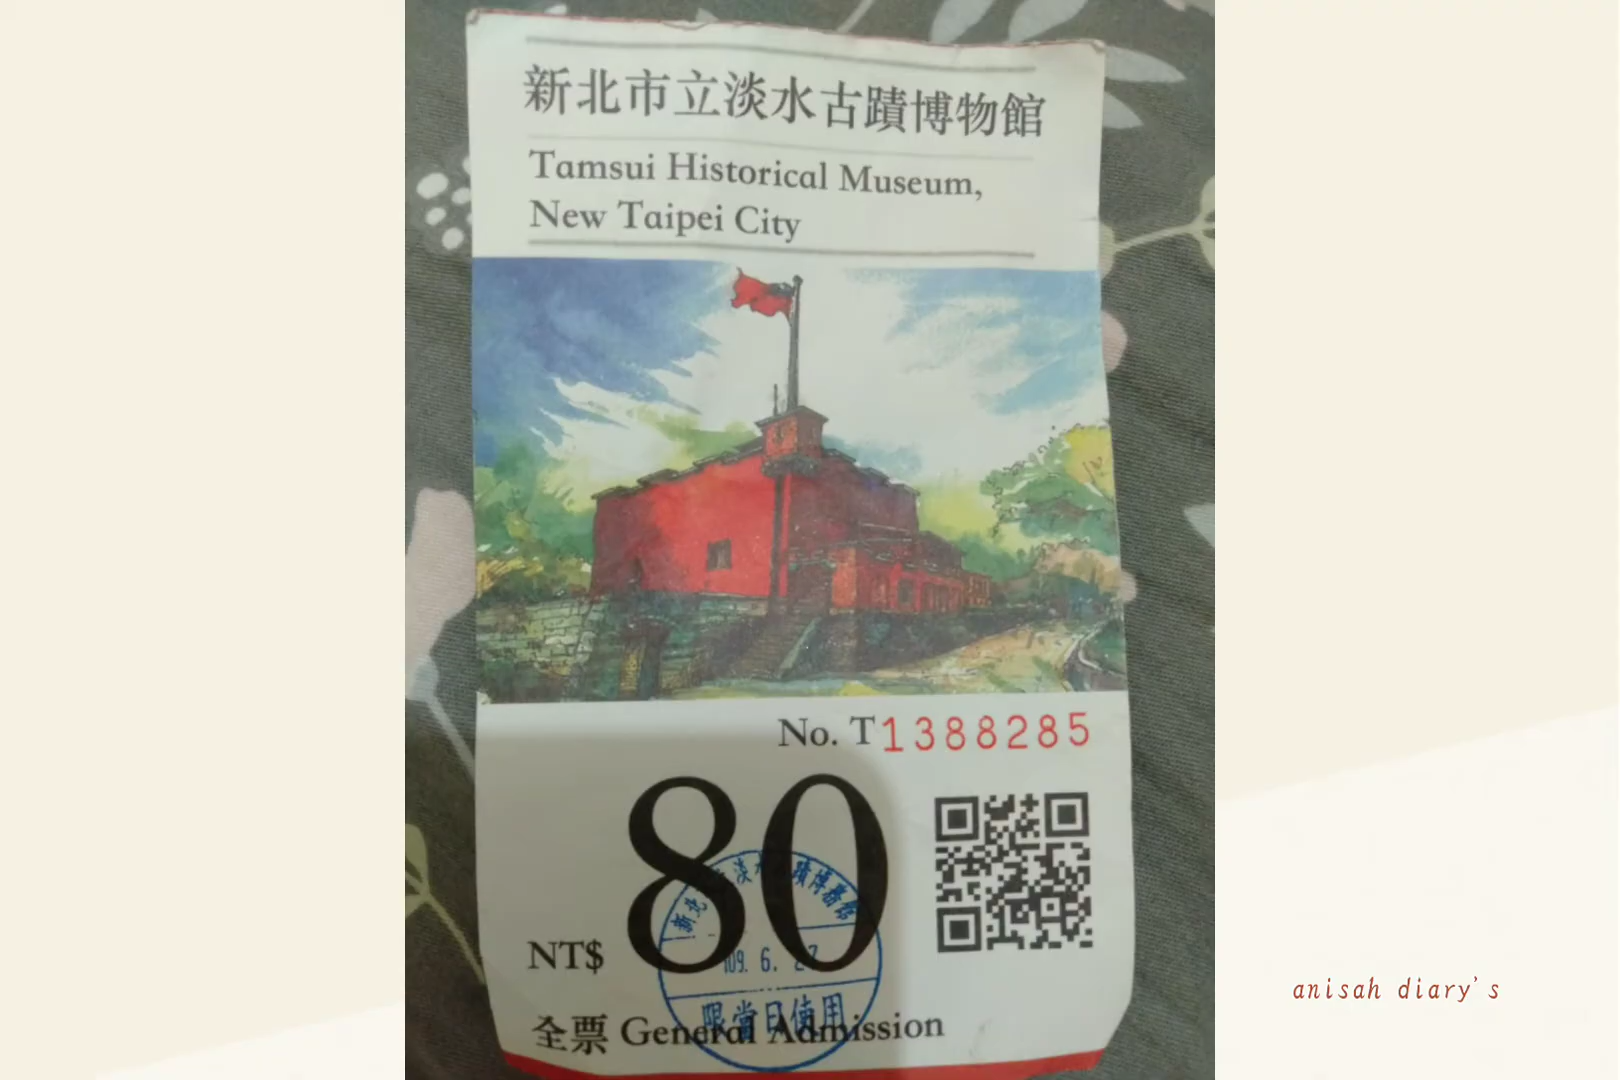 新北市立淡水古蹟博物館
Tamsui Historical Museum,
New Taipei City
No. T1388285
NT$ 80
109. 6. 27
限當日使用
全票 General Admission
anisah diary's